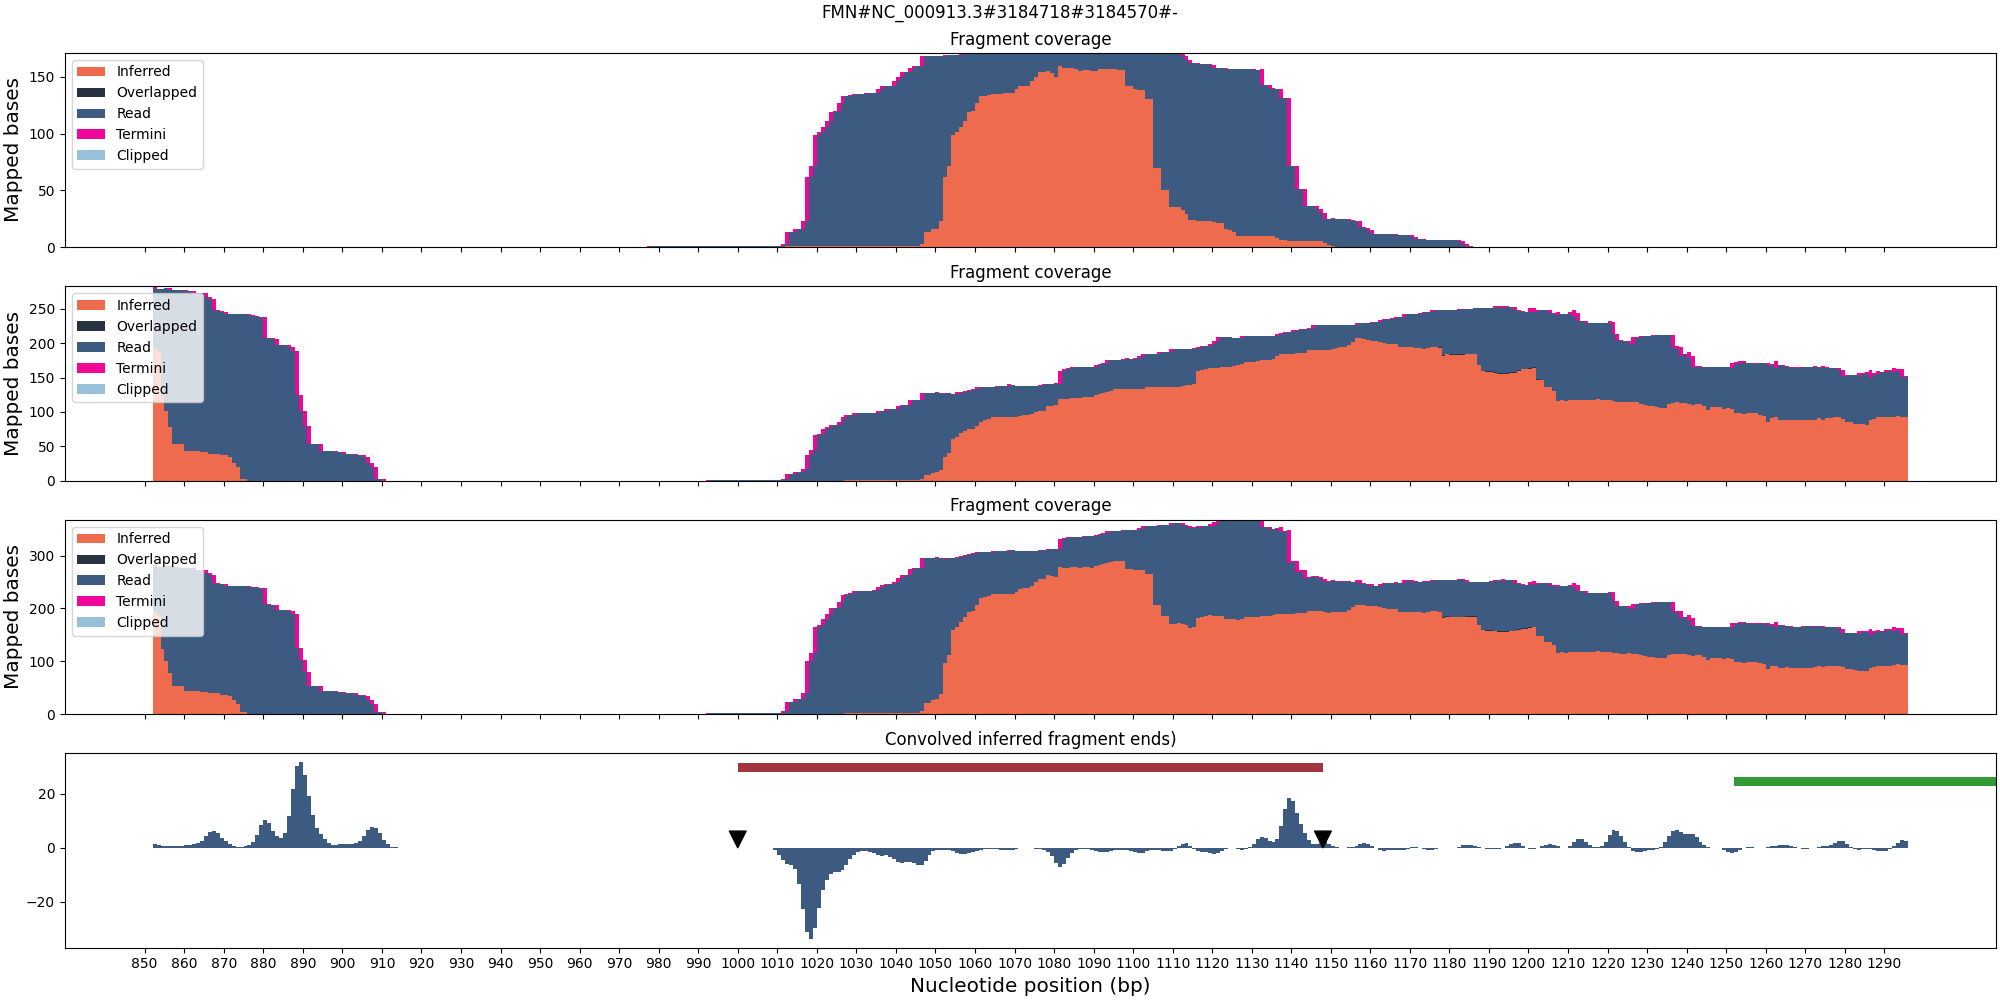 FMN#NC_000913.3#3184718#3184570#-
Fragment coverage
Mapped bases
150
100
50
0
Inferred
Overlapped
Read
Termini
Clipped
Fragment coverage
Mapped bases
250
200
150
100
50
0
Inferred
Overlapped
Read
Termini
Clipped
Fragment coverage
Mapped bases
300
200
100
0
Inferred
Overlapped
Read
Termini
Clipped
Convolved inferred fragment ends)
20
0
−20
850 860 870 880 890 900 910 920 930 940 950 960 970 980 990 1000 1010 1020 1030 1040 1050 1060 1070 1080 1090 1100 1110 1120 1130 1140 1150 1160 1170 1180 1190 1200 1210 1220 1230 1240 1250 1260 1270 1280 1290
Nucleotide position (bp)